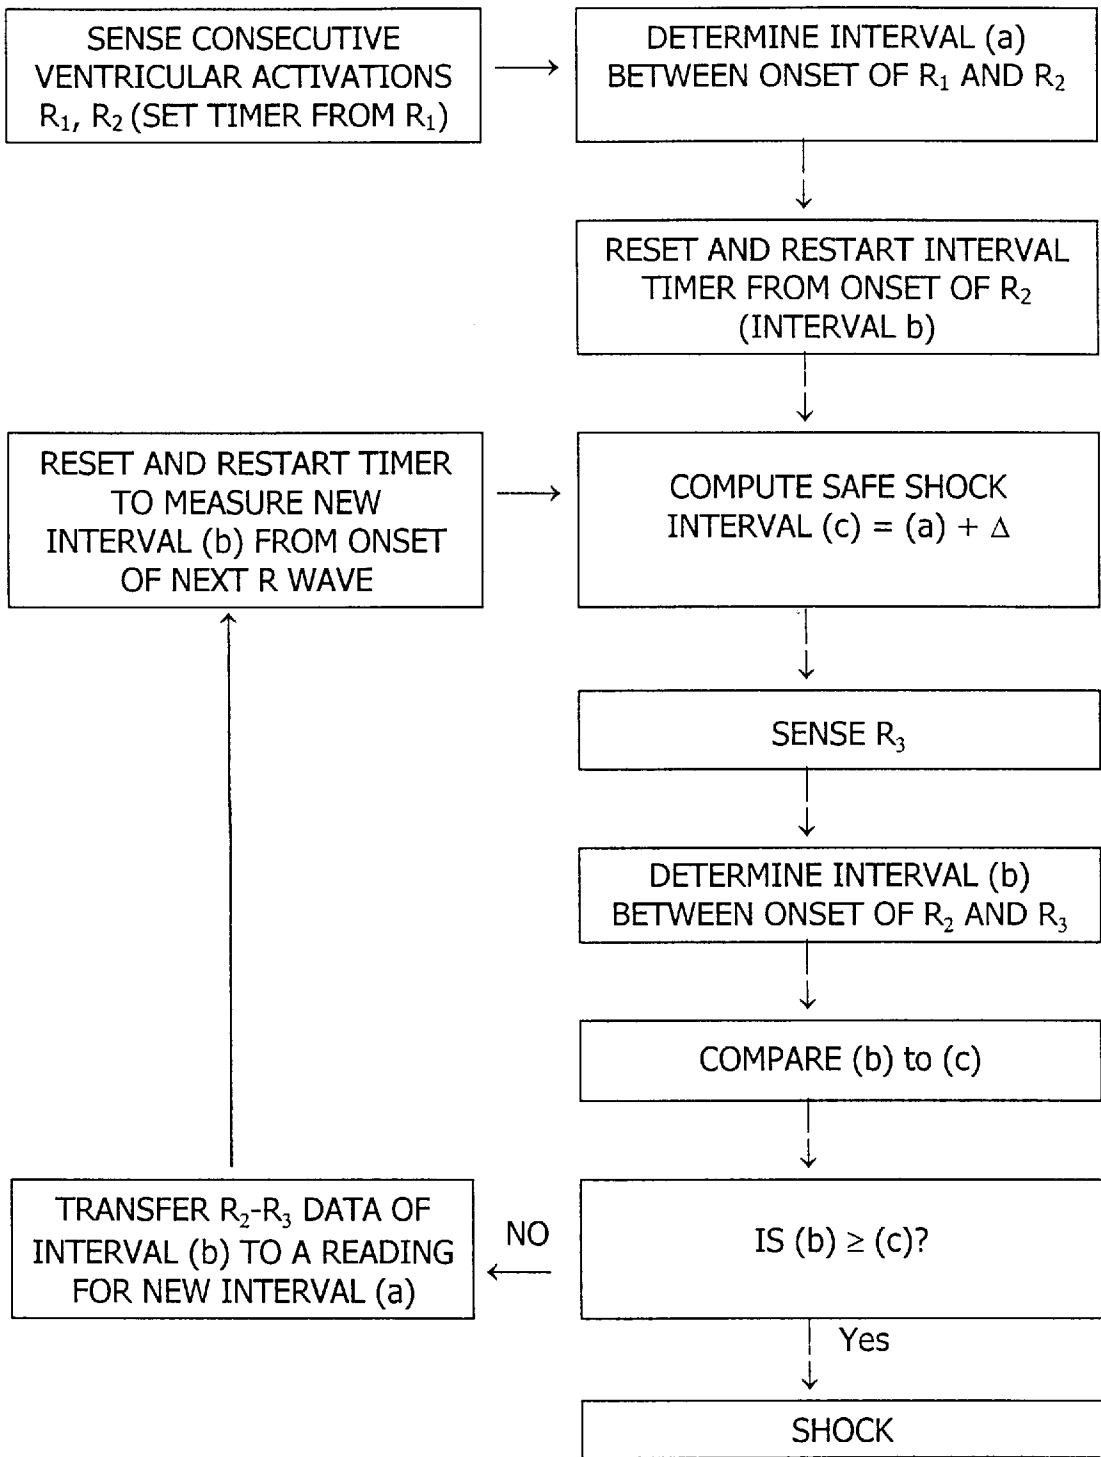 SENSE CONSECUTIVE
VENTRICULAR ACTIVATIONS
R₁, R₂ (SET TIMER FROM R₁)
DETERMINE INTERVAL (a)
BETWEEN ONSET OF R₁ AND R₂
RESET AND RESTART INTERVAL
TIMER FROM ONSET OF R₂
(INTERVAL b)
RESET AND RESTART TIMER
TO MEASURE NEW
INTERVAL (b) FROM ONSET
OF NEXT R WAVE
COMPUTE SAFE SHOCK
INTERVAL (c) = (a) + Δ
SENSE R₃
DETERMINE INTERVAL (b)
BETWEEN ONSET OF R₂ AND R₃
COMPARE (b) to (c)
IS (b) ≥ (c)?
NO
TRANSFER R₂-R₃ DATA OF
INTERVAL (b) TO A READING
FOR NEW INTERVAL (a)
Yes
SHOCK